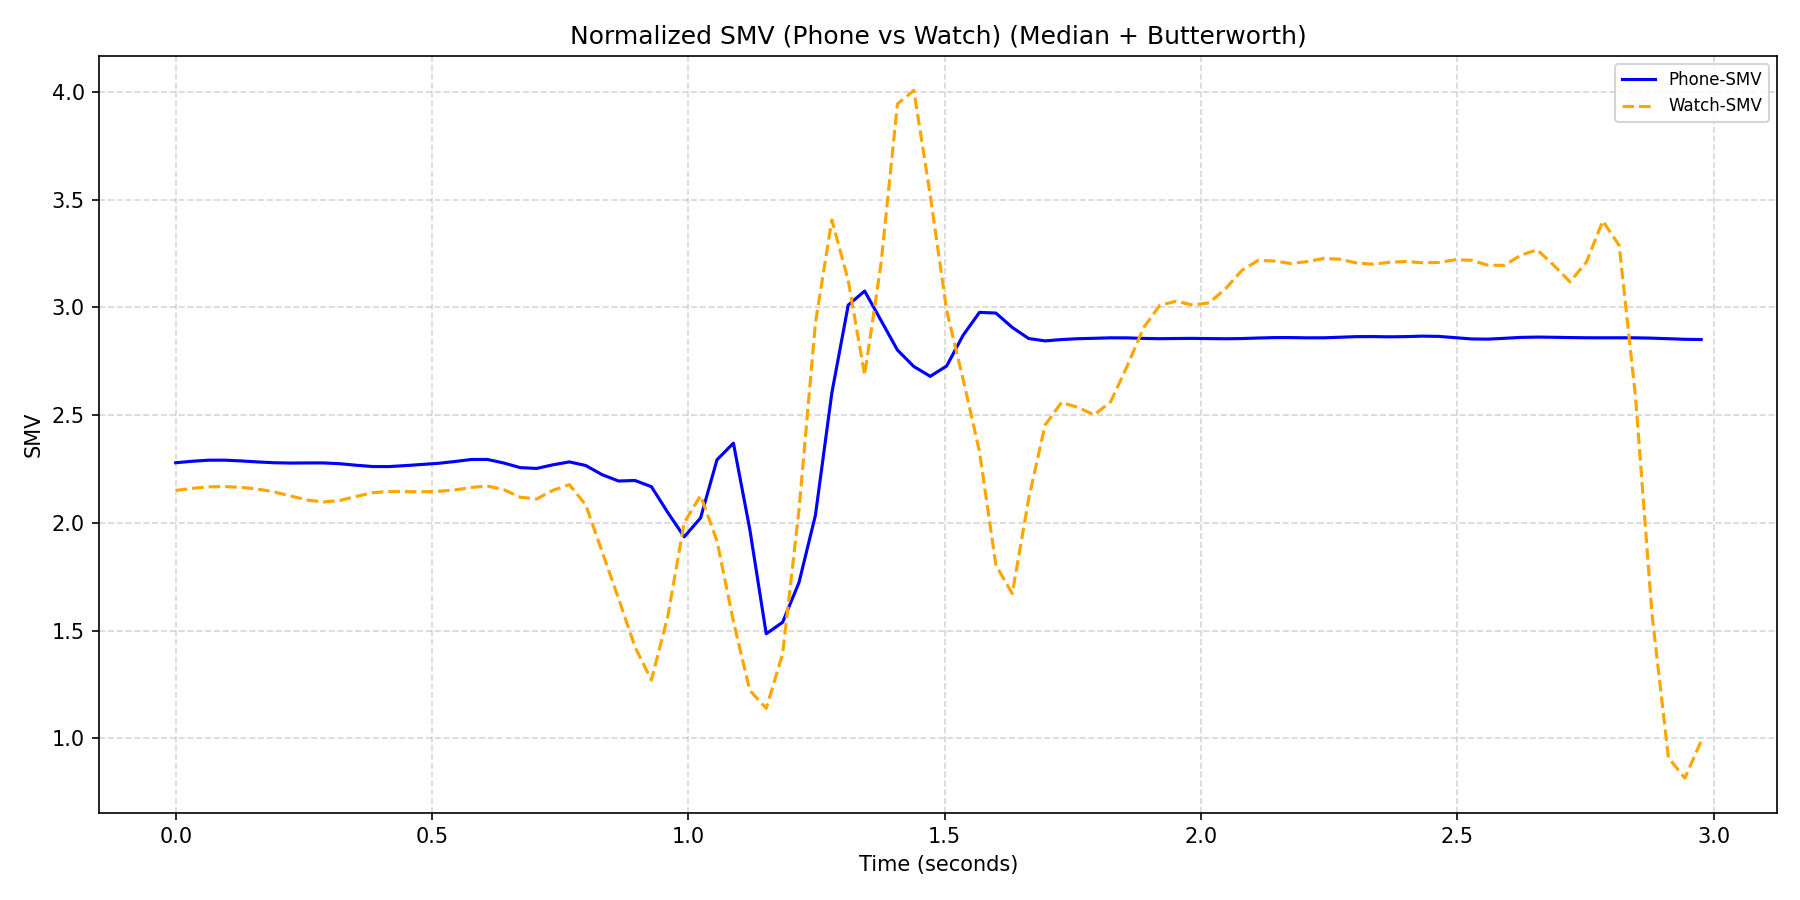 Normalized SMV (Phone vs Watch) (Median + Butterworth)
Phone-SMV
Watch-SMV
4.0
3.5
3.0
2.5
2.0
1.5
1.0
SMV
0.0 0.5 1.0 1.5 2.0 2.5 3.0
Time (seconds)